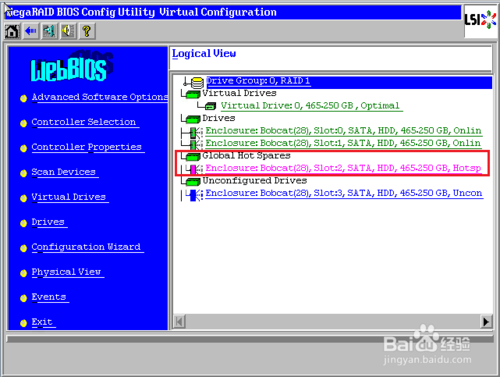 MegaRAID BIOS Config Utility Virtual Configuration
LSI
WebBIOS
Advanced Software Options
Controller Selection
Controller Properties
Scan Devices
Virtual Drives
Drives
Configuration Wizard
Physical View
Events
Exit
Logical View
Drive Group: 0, RAID 1
Virtual Drives
Virtual Drive: 0, 465.250 GB, Optimal
Drives
Enclosure: Bobcat(28), Slot:0, SATA, HDD, 465.250 GB, Onlin
Enclosure: Bobcat(28), Slot:1, SATA, HDD, 465.250 GB, Onlin
Global Hot Spares
Enclosure: Bobcat(28), Slot:2, SATA, HDD, 465.250 GB, Hotsp
Unconfigured Drives
Enclosure: Bobcat(28), Slot:3, SATA, HDD, 465.250 GB, Uncon
Baidu 经验
jingyan.baidu.com